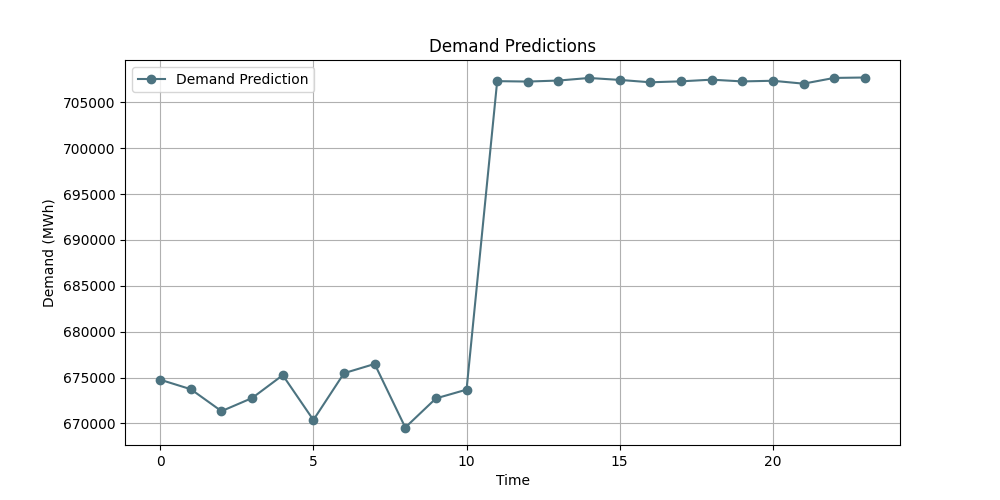 Demand Predictions
Demand Prediction
705000
700000
695000
690000
685000
680000
675000
670000
Demand (MWh)
0 5 10 15 20
Time